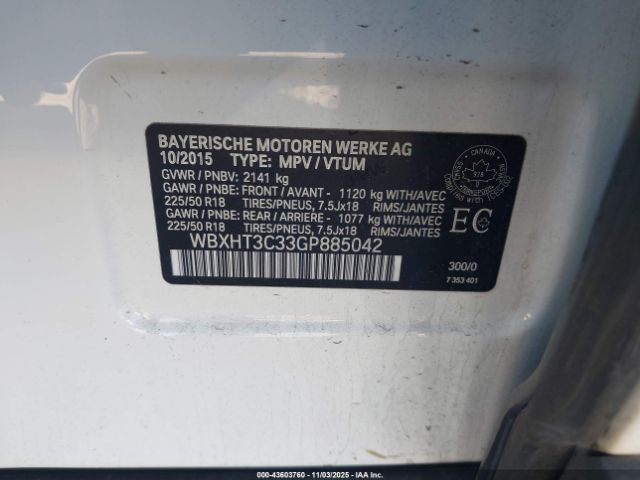 BAYERISCHE MOTOREN WERKE AG
10/2015 TYPE: MPV / VTUM
GVWR / PNBV: 2141 kg
GAWR / PNBE: FRONT / AVANT - 1120 kg WITH/AVEC
225/50 R18 TIRES/PNEUS, 7.5Jx18 RIMS/JANTES
GAWR / PNBE: REAR / ARRIERE - 1077 kg WITH/AVEC
225/50 R18 TIRES/PNEUS, 7.5Jx18 RIMS/JANTES
WBXHT3C33GP885042
CANADA
978
EC
300/0
7 353 401
00-43603760 - 11/03/2025 - IAA Inc.